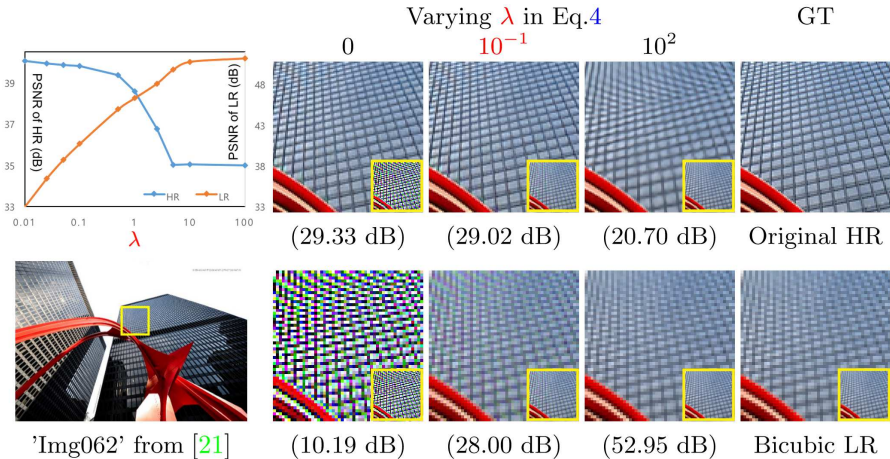 Varying λ in Eq.4
GT
0
10⁻¹
10²
PSNR of HR (dB)
PSNR of LR (dB)
39
37
35
33
48
43
38
33
0.01
0.1
1
10
100
HR
LR
λ
(29.33 dB)
(29.02 dB)
(20.70 dB)
Original HR
'Img062' from [21]
(10.19 dB)
(28.00 dB)
(52.95 dB)
Bicubic LR